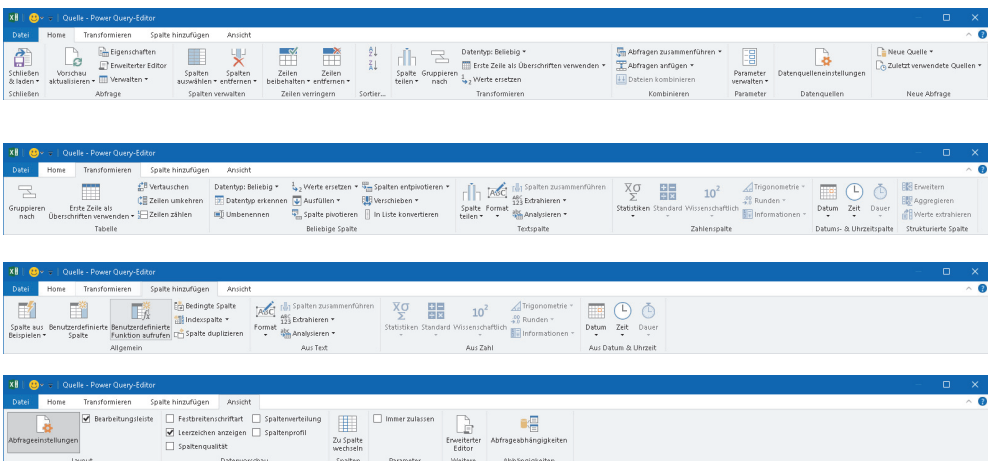 Quelle - Power Query-Editor
Datei Home Transformieren Spalte hinzufügen Ansicht
Schließen & laden
Vorschau aktualisieren
Eigenschaften
Erweiterter Editor
Verwalten
Spalten auswählen
Spalten entfernen
Zeilen beibehalten
Zeilen entfernen
Spalte teilen
Gruppieren nach
Datentyp: Beliebig
Erste Zeile als Überschriften verwenden
Werte ersetzen
Abfragen zusammenführen
Abfragen anfügen
Dateien kombinieren
Parameter verwalten
Datenquelleneinstellungen
Neue Quelle
Zuletzt verwendete Quellen
Schließen Abfrage Spalten verwalten Zeilen verringern Sortier... Transformieren Kombinieren Parameter Datenquellen Neue Abfrage
Quelle - Power Query-Editor
Datei Home Transformieren Spalte hinzufügen Ansicht
Gruppieren nach
Erste Zeile als Überschriften verwenden
Vertauschen
Zeilen umkehren
Zeilen zählen
Datentyp: Beliebig
Datentyp erkennen
Umbenennen
Werte ersetzen
Ausfüllen
Spalte pivotieren
Spalten entpivotieren
Verschieben
In Liste konvertieren
Spalte teilen
Format
Spalten zusammenführen
Extrahieren
Analysieren
Statistiken
Standard
Wissenschaftlich
Trigonometrie
Runden
Informationen
Datum
Zeit
Dauer
Erweitern
Aggregieren
Werte extrahieren
Tabelle Beliebige Spalte Textspalte Zahlenspalte Datums- & Uhrzeitspalte Strukturierte Spalte
Quelle - Power Query-Editor
Datei Home Transformieren Spalte hinzufügen Ansicht
Spalte aus Beispielen
Benutzerdefinierte Spalte
Benutzerdefinierte Funktion aufrufen
Bedingte Spalte
Indexspalte
Spalte duplizieren
Format
Spalten zusammenführen
Extrahieren
Analysieren
Statistiken
Standard
Wissenschaftlich
Trigonometrie
Runden
Informationen
Datum
Zeit
Dauer
Allgemein Aus Text Aus Zahl Aus Datum & Uhrzeit
Quelle - Power Query-Editor
Datei Home Transformieren Spalte hinzufügen Ansicht
Abfrageeinstellungen
Bearbeitungsleiste
Festbreitenschriftart
Leerzeichen anzeigen
Spaltenqualität
Spaltenverteilung
Spaltenprofil
Zu Spalte wechseln
Immer zulassen
Erweiterter Editor
Abfrageabhängigkeiten
Layout Datenvorschau Spalten Parameter Weitere Abhängigkeiten